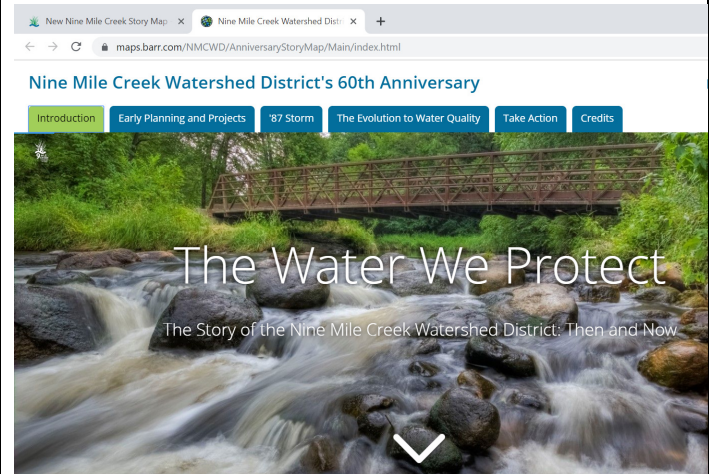 New Nine Mile Creek Story Map
Nine Mile Creek Watershed Distri
maps.barr.com/NMCWD/AnniversaryStoryMap/Main/index.html
Nine Mile Creek Watershed District's 60th Anniversary
Introduction
Early Planning and Projects
'87 Storm
The Evolution to Water Quality
Take Action
Credits
The Water We Protect
The Story of the Nine Mile Creek Watershed District: Then and Now